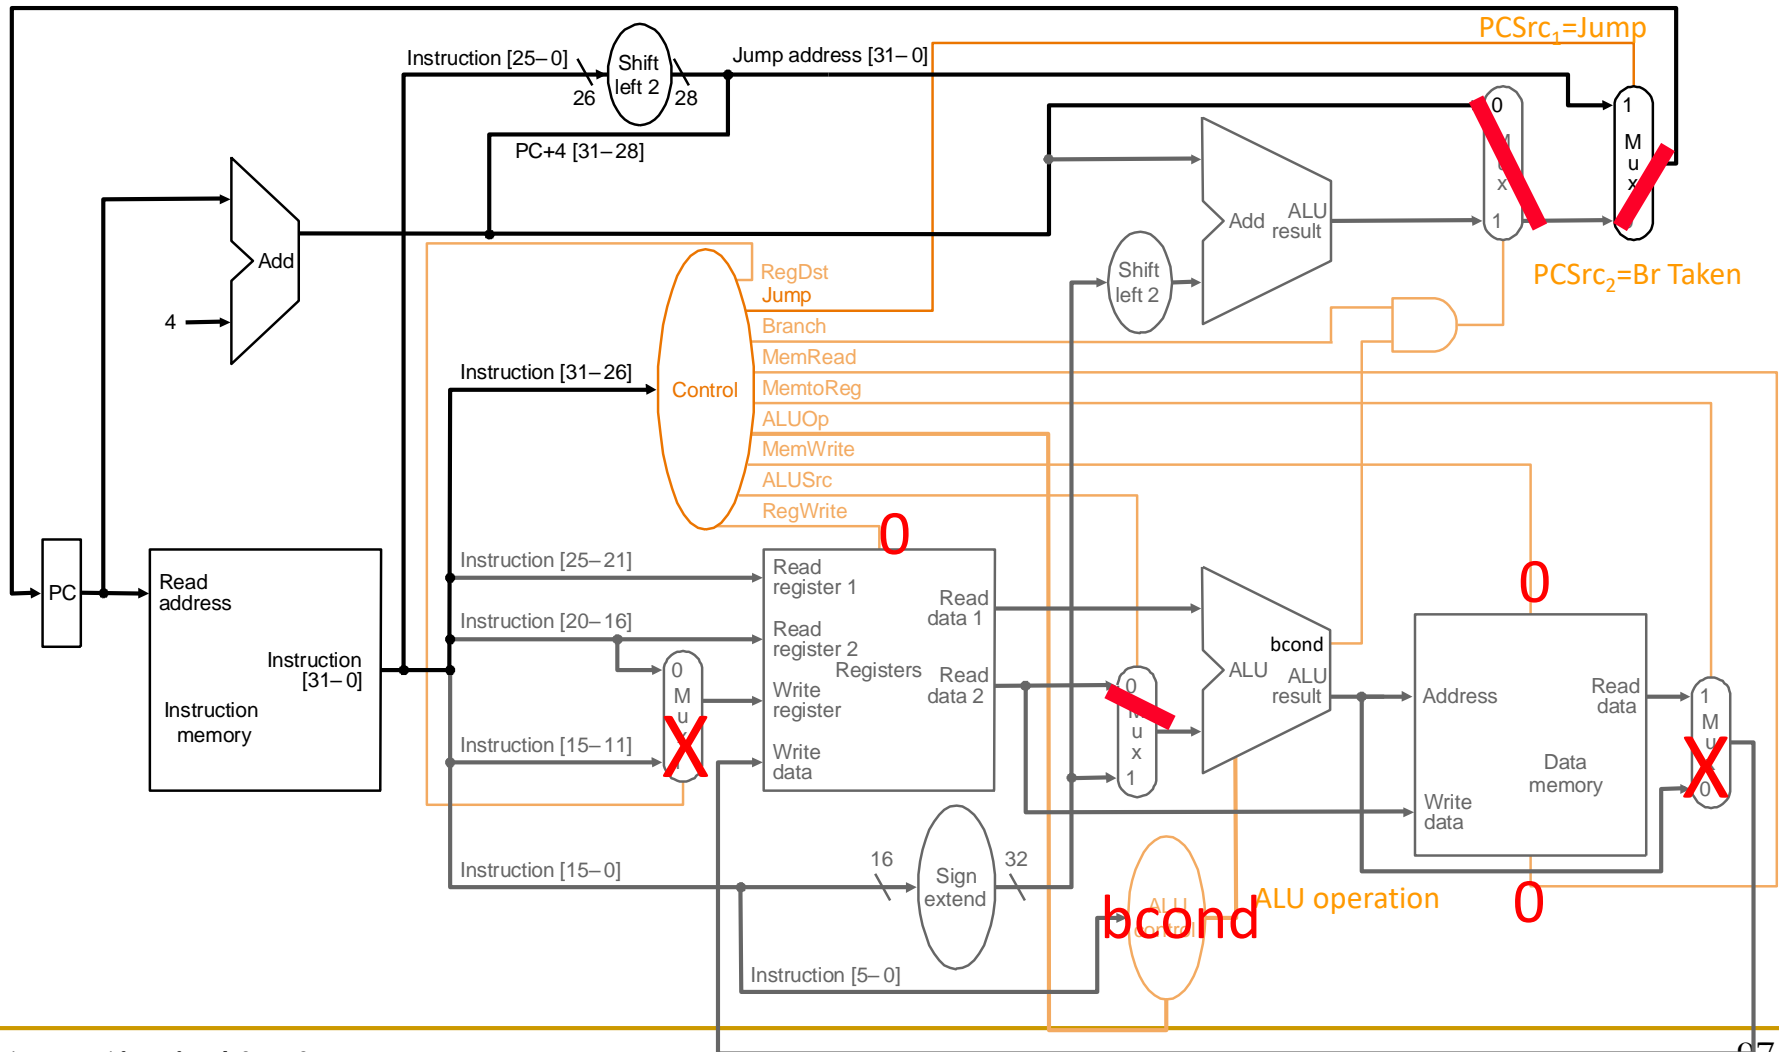 PCSrc1=Jump
Instruction [25–0]
Shift
left 2
Jump address [31–0]
26
28
0
1
M
u
x
PC+4 [31–28]
x
1
Add
ALU
result
Add
4
Shift
left 2
PCSrc2=Br Taken
RegDst
Jump
Branch
MemRead
MemtoReg
ALUOp
MemWrite
ALUSrc
RegWrite
Instruction [31–26]
Control
0
PC
Read
address
Instruction
[31–0]
Instruction
memory
Instruction [25–21]
Instruction [20–16]
Instruction [15–11]
Instruction [15–0]
Instruction [5–0]
0
M
u
X
Read
register 1
Read
register 2
Registers
Write
register
Write
data
Read
data 1
Read
data 2
0
M
u
x
1
bcond
ALU
ALU
result
0
Address
Read
data
Data
memory
Write
data
0
1
M
u
X
0
16
Sign
extend
32
ALU
control
bcond
ALU operation